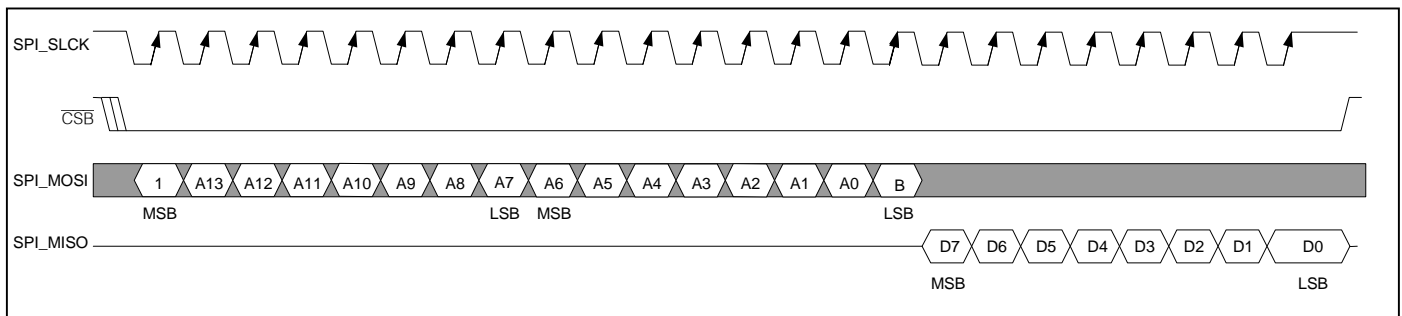 SPI_SLCK
CSB
SPI_MOSI 1 A13 A12 A11 A10 A9 A8 A7 A6 A5 A4 A3 A2 A1 A0 B
MSB LSB MSB LSB
SPI_MISO D7 D6 D5 D4 D3 D2 D1 D0
MSB LSB